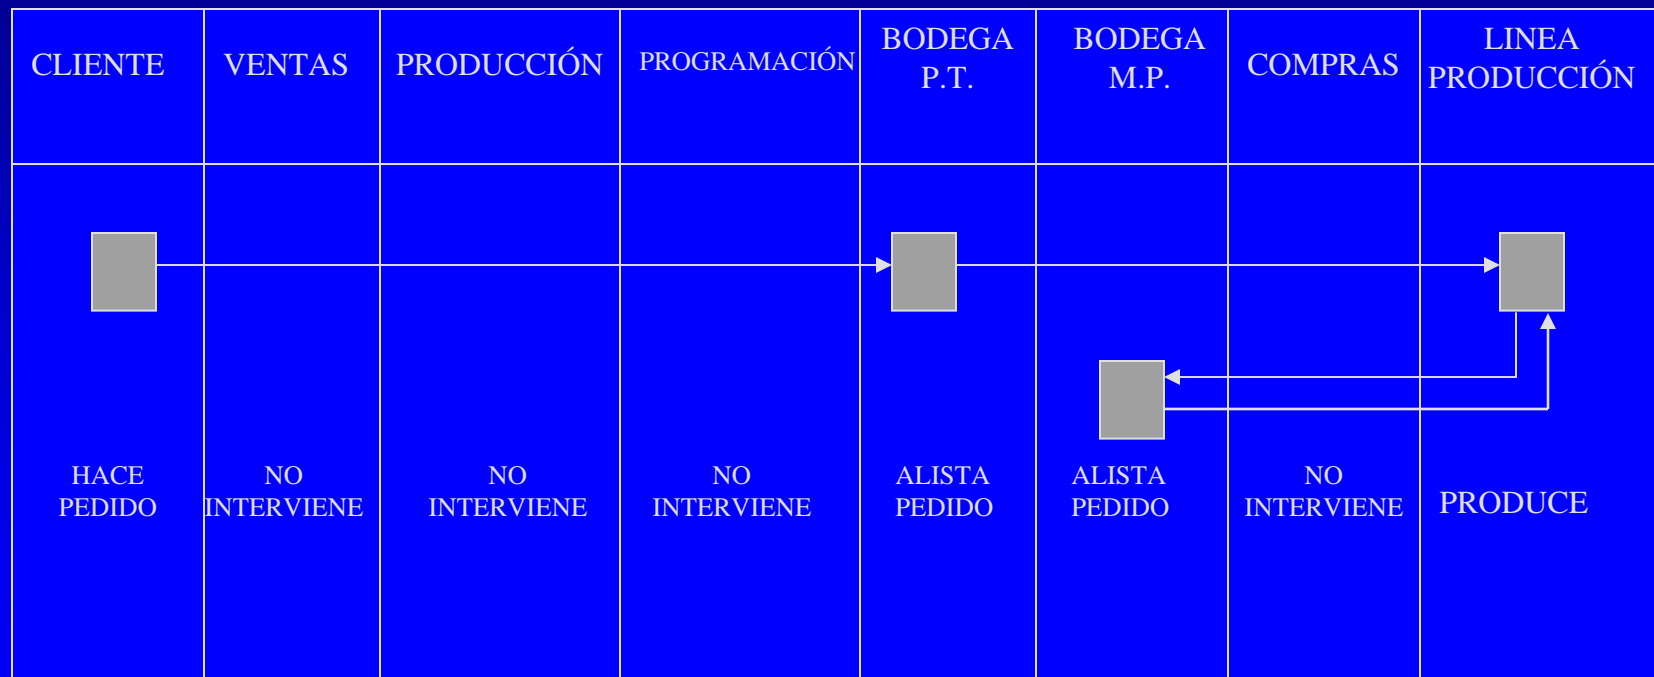 CLIENTE
VENTAS
PRODUCCIÓN
PROGRAMACIÓN
BODEGA
P.T.
BODEGA
M.P.
COMPRAS
LINEA
PRODUCCIÓN
HACE
PEDIDO
NO
INTERVIENE
NO
INTERVIENE
NO
INTERVIENE
ALISTA
PEDIDO
ALISTA
PEDIDO
NO
INTERVIENE
PRODUCE